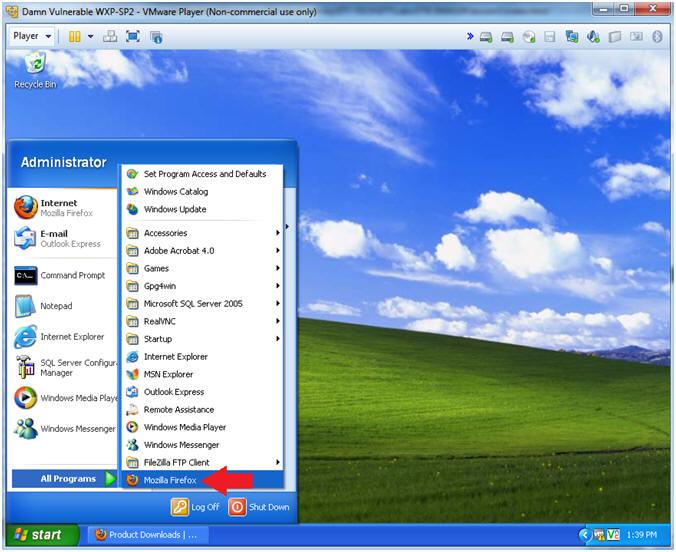 Damn Vulnerable WXP-SP2 - VMware Player (Non-commercial use only)
Player
Recycle Bin
Administrator
Internet
Mozilla Firefox
E-mail
Outlook Express
Command Prompt
Notepad
Internet Explorer
SQL Server Configura
Manager
Windows Media Playe
Windows Messenger
All Programs
Set Program Access and Defaults
Windows Catalog
Windows Update
Accessories
Adobe Acrobat 4.0
Games
Gpg4win
Microsoft SQL Server 2005
RealVNC
Startup
Internet Explorer
MSN Explorer
Outlook Express
Remote Assistance
Windows Media Player
Windows Messenger
FileZilla FTP Client
Mozilla Firefox
Log Off
Shut Down
start
Product Downloads | ...
1:39 PM